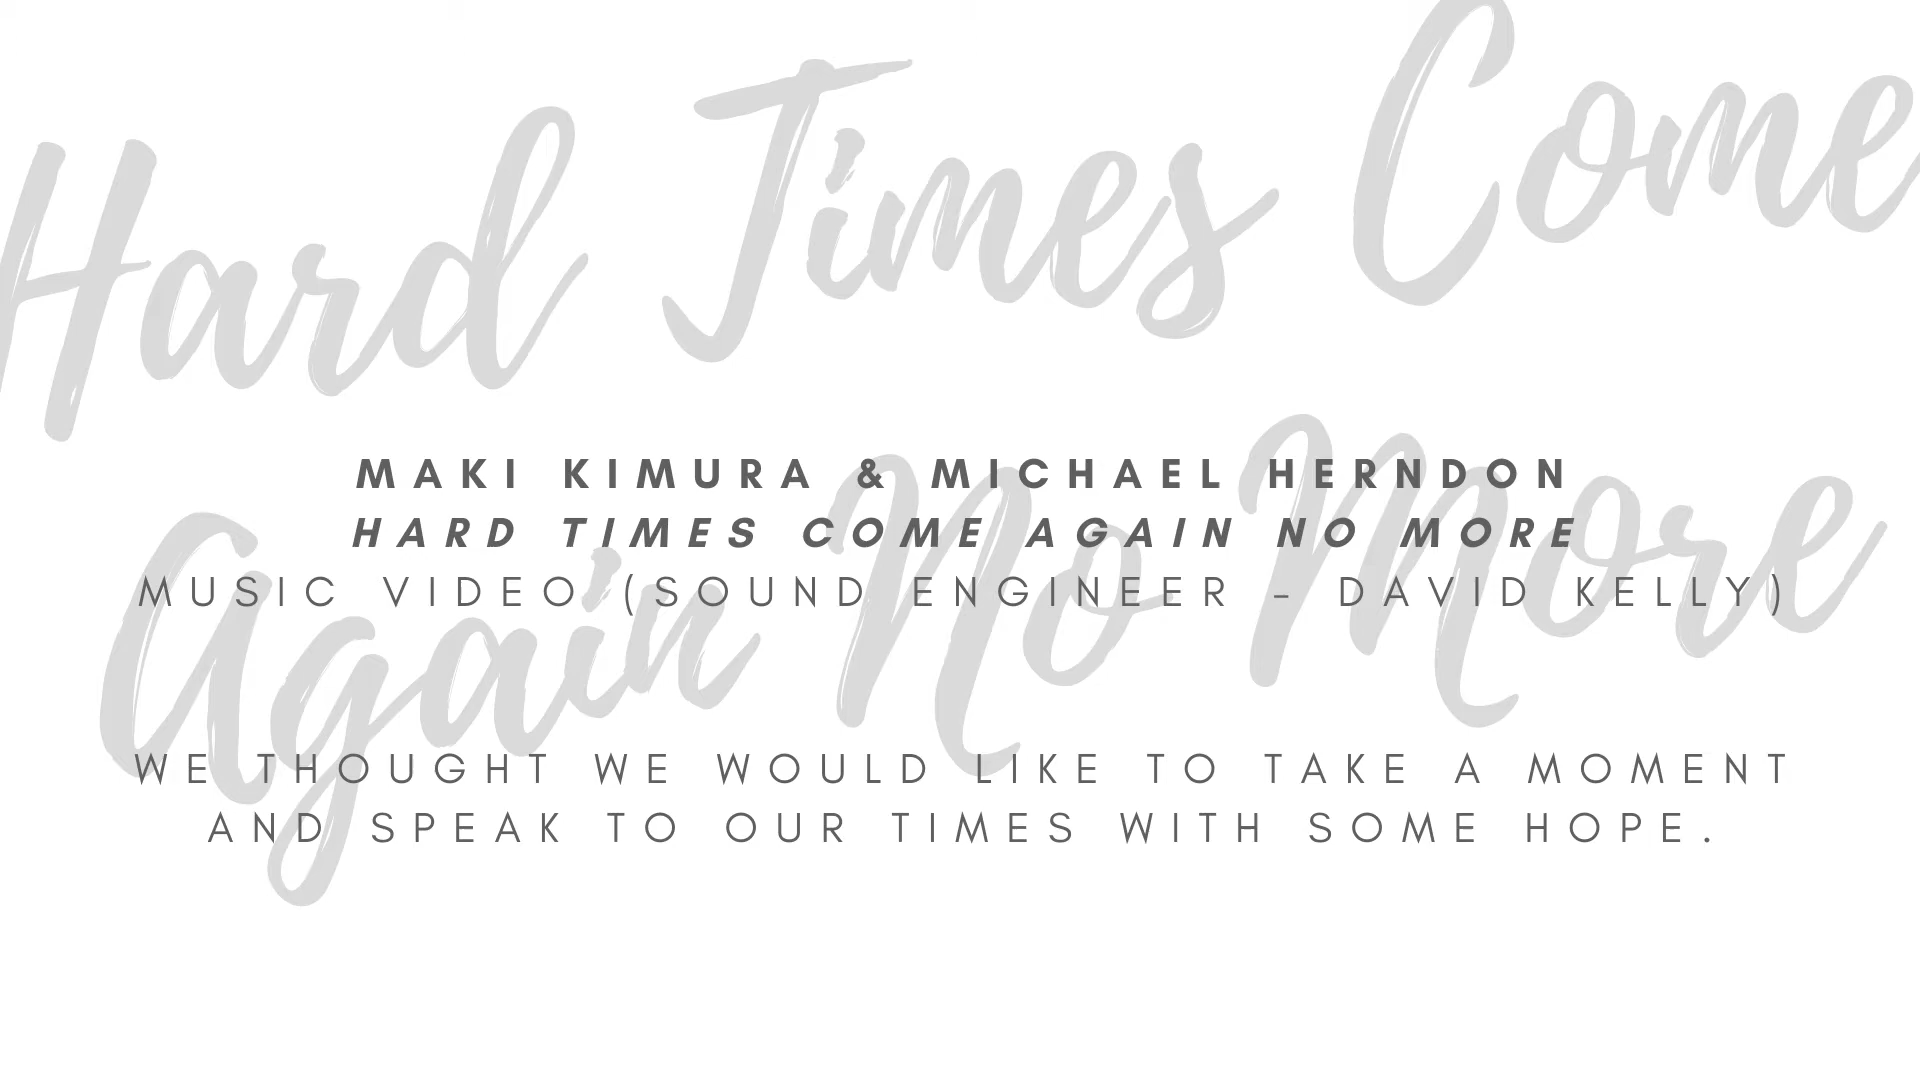 Hard Times Come
Again No More
MAKI KIMURA & MICHAEL HERNDON
HARD TIMES COME AGAIN NO MORE
MUSIC VIDEO (SOUND ENGINEER - DAVID KELLY)
WE THOUGHT WE WOULD LIKE TO TAKE A MOMENT
AND SPEAK TO OUR TIMES WITH SOME HOPE.